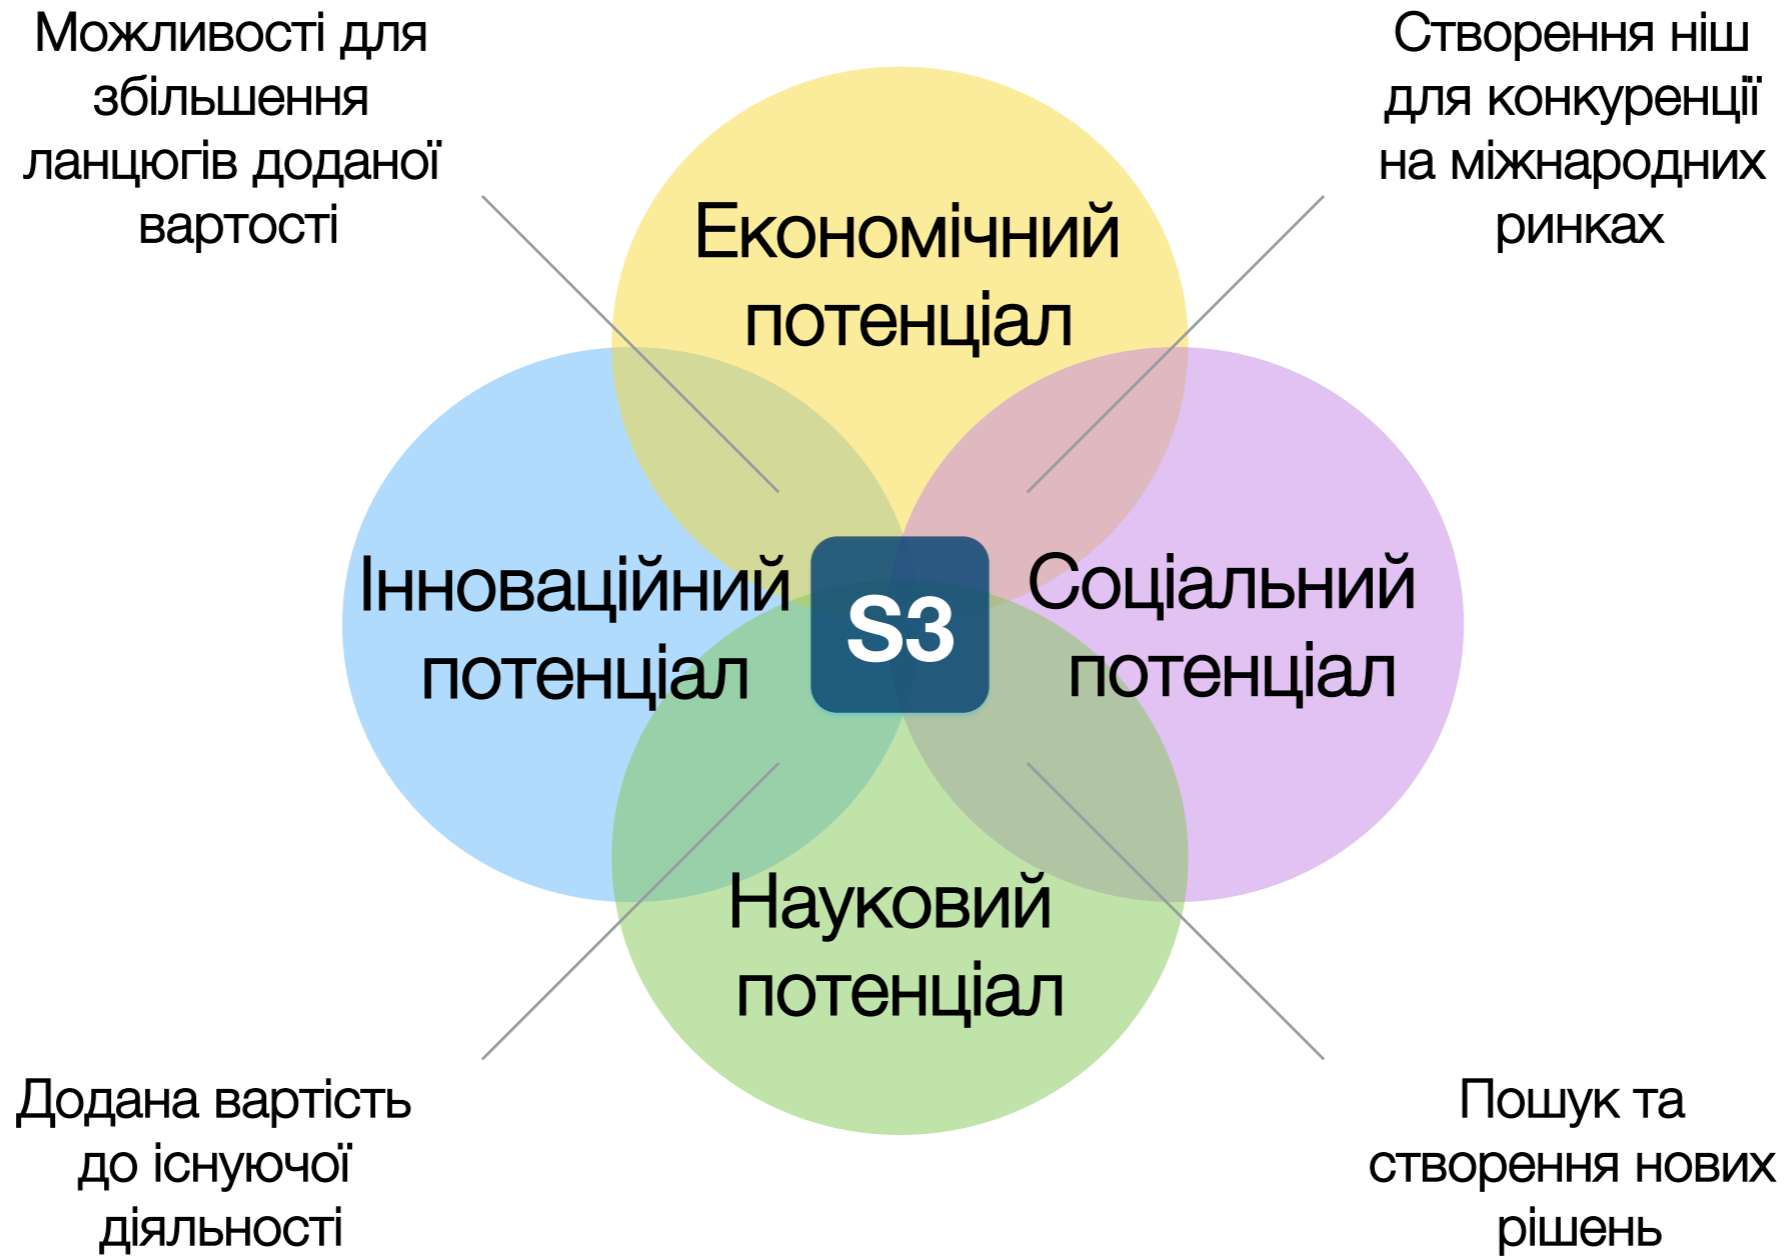 Можливості для
збільшення
ланцюгів доданої
вартості
Створення ніш
для конкуренції
на міжнародних
ринках
Економічний
потенціал
Інноваційний
потенціал
S3
Соціальний
потенціал
Науковий
потенціал
Додана вартість
до існуючої
діяльності
Пошук та
створення нових
рішень